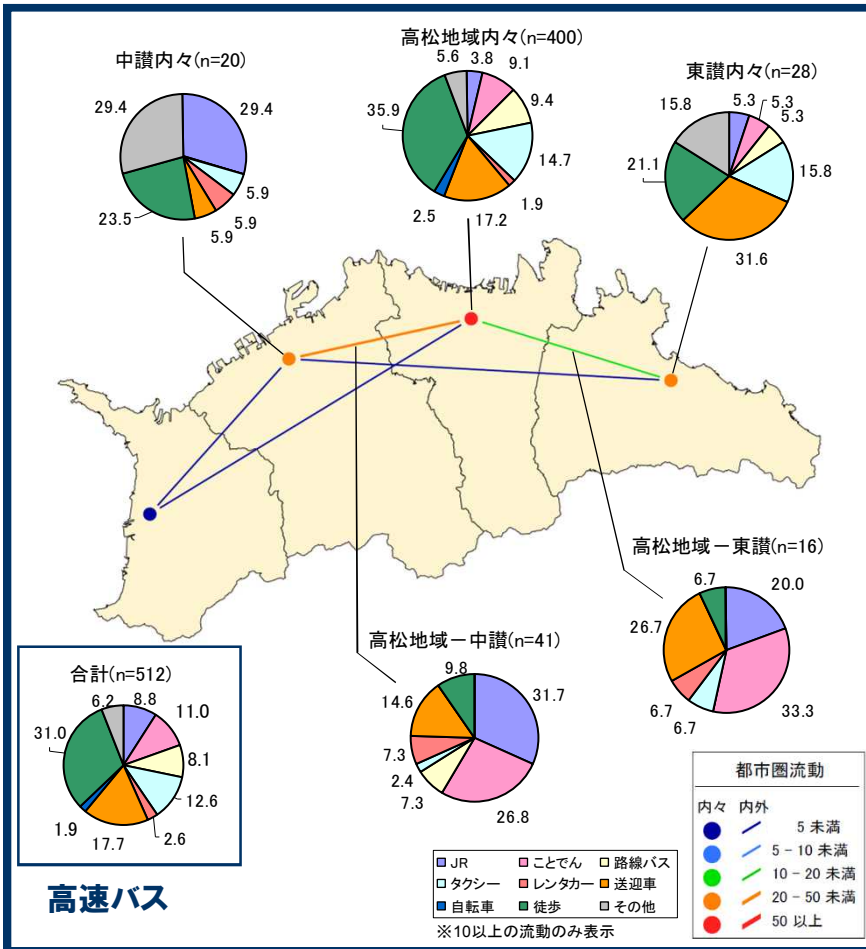 中讃内々(n=20)
29.4
29.4
5.9
5.9
5.9
23.5
高松地域内々(n=400)
5.6
3.8
9.1
9.4
14.7
1.9
17.2
2.5
35.9
東讃内々(n=28)
5.3
5.3
5.3
15.8
31.6
21.1
15.8
高松地域－東讃(n=16)
6.7
20.0
33.3
6.7
6.7
26.7
高松地域－中讃(n=41)
9.8
31.7
26.8
7.3
2.4
7.3
14.6
合計(n=512)
6.2
8.8
11.0
8.1
12.6
2.6
17.7
1.9
31.0
高速バス
JR ことでん 路線バス
タクシー レンタカー 送迎車
自転車 徒歩 その他
※10以上の流動のみ表示
都市圏流動
内々 内外
5 未満
5 - 10 未満
10 - 20 未満
20 - 50 未満
50 以上